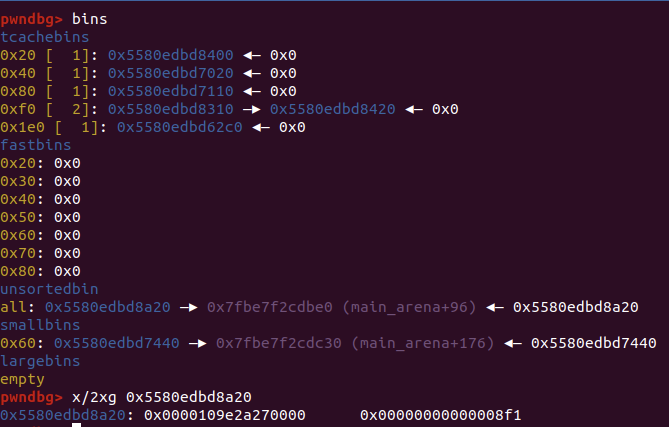 pwndbg> bins
tcachebins
0x20 [  1]: 0x5580edbd8400 ◂— 0x0
0x40 [  1]: 0x5580edbd7020 ◂— 0x0
0x80 [  1]: 0x5580edbd7110 ◂— 0x0
0xf0 [  2]: 0x5580edbd8310 —▸ 0x5580edbd8420 ◂— 0x0
0x1e0 [  1]: 0x5580edbd62c0 ◂— 0x0
fastbins
0x20: 0x0
0x30: 0x0
0x40: 0x0
0x50: 0x0
0x60: 0x0
0x70: 0x0
0x80: 0x0
unsortedbin
all: 0x5580edbd8a20 —▸ 0x7fbe7f2cdbe0 (main_arena+96) ◂— 0x5580edbd8a20
smallbins
0x60: 0x5580edbd7440 —▸ 0x7fbe7f2cdc30 (main_arena+176) ◂— 0x5580edbd7440
largebins
empty
pwndbg> x/2xg 0x5580edbd8a20
0x5580edbd8a20: 0x0000109e2a270000      0x00000000000008f1